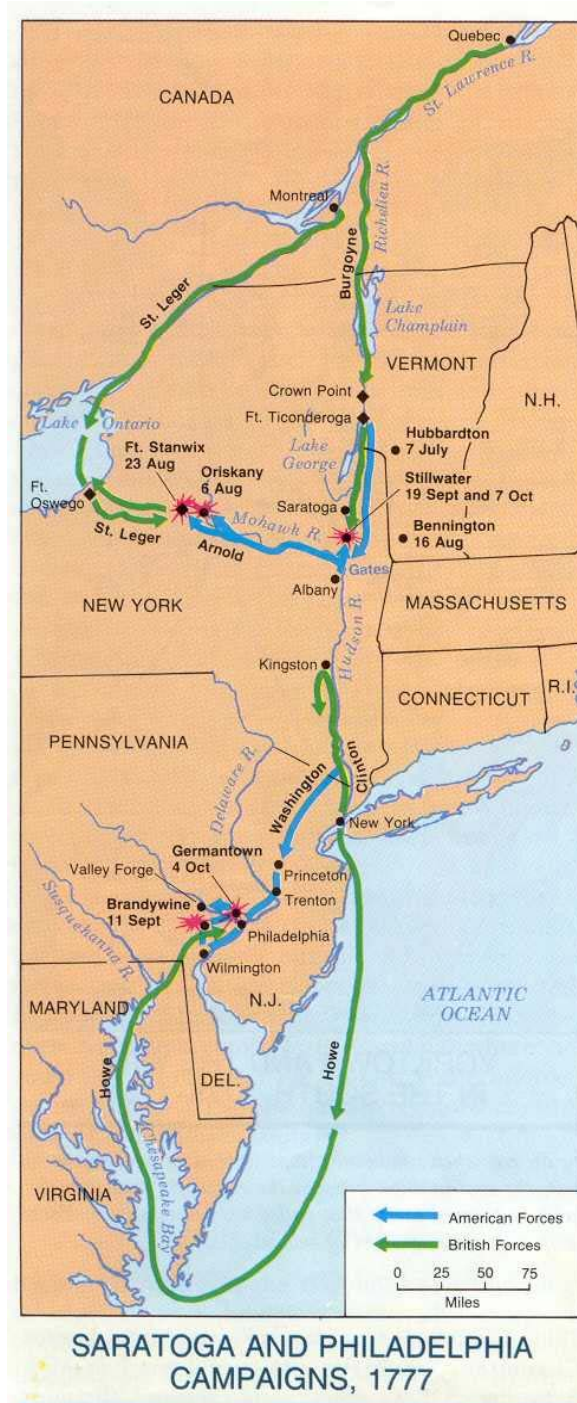 Quebec
St. Lawrence R.
CANADA
Richelieu R.
Montreal
Burgoyne
St. Leger
Lake
Champlain
VERMONT
Crown Point
N.H.
Lake Ontario
Ft. Ticonderoga
Hubbardton
7 July
Ft. Stanwix
23 Aug
Lake
George
Oriskany
6 Aug
Stillwater
19 Sept and 7 Oct
Ft.
Oswego
Saratoga
St. Leger
Mohawk R.
Bennington
16 Aug
Arnold
Gates
Albany
NEW YORK
MASSACHUSETTS
Hudson R.
Kingston
R.I.
CONNECTICUT
PENNSYLVANIA
Delaware R.
Washington
Clinton
New York
Germantown
4 Oct
Valley Forge
Princeton
Brandywine
11 Sept
Trenton
Susquehanna R.
Philadelphia
Wilmington
MARYLAND
N.J.
ATLANTIC
OCEAN
Howe
DEL.
Howe
Chesapeake Bay
VIRGINIA
American Forces
British Forces
0 25 50 75
Miles
SARATOGA AND PHILADELPHIA
CAMPAIGNS, 1777